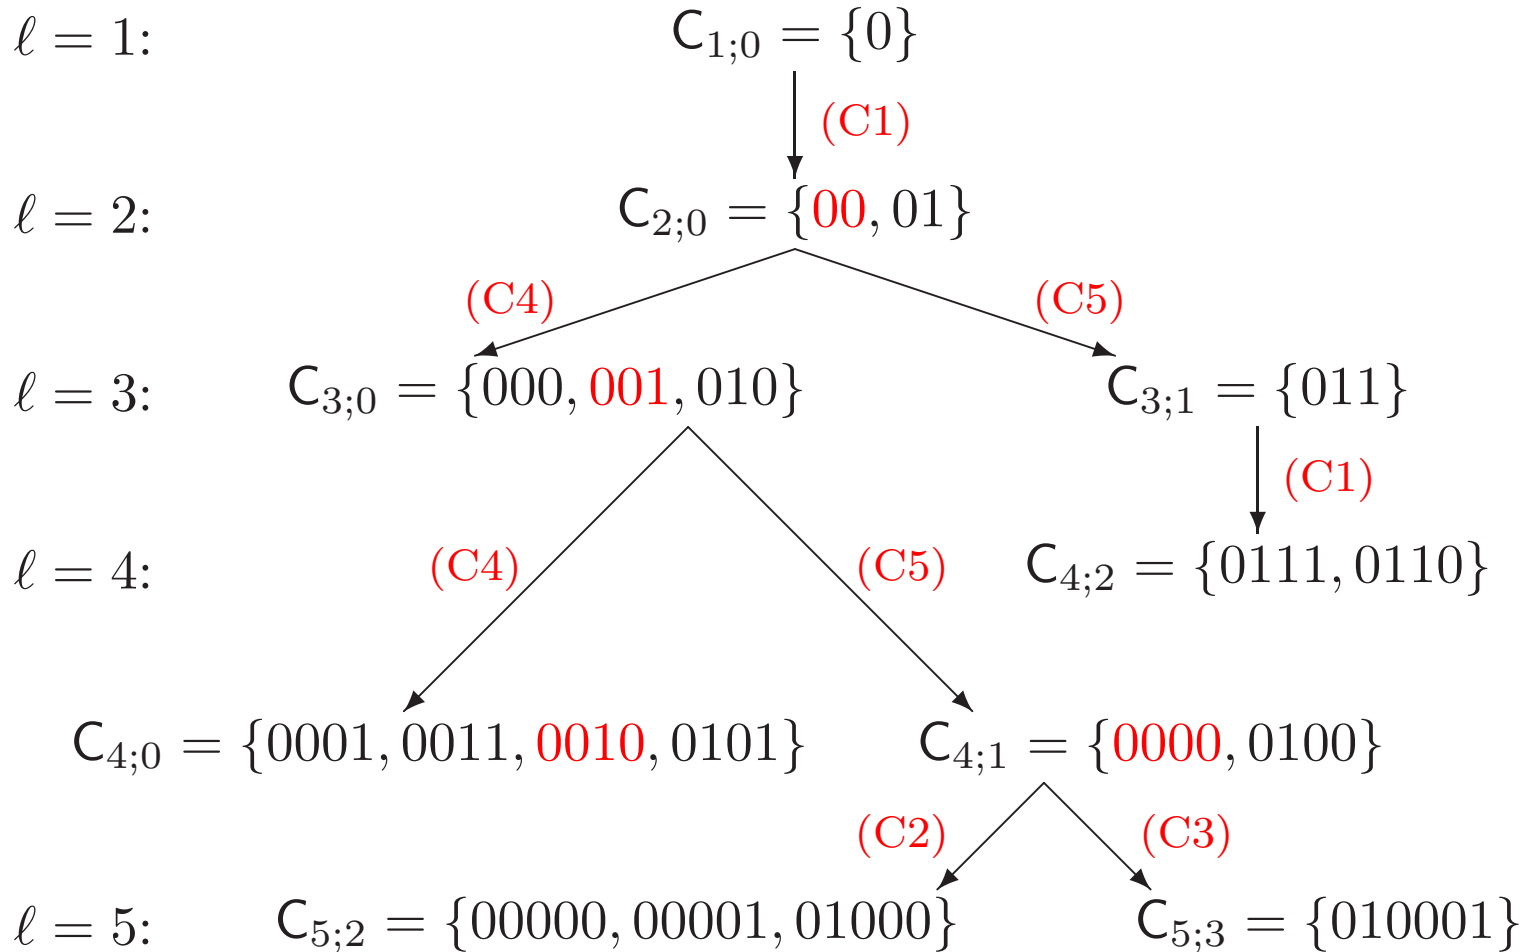 ℓ = 1: C₁;₀ = {0}
(C1)
ℓ = 2: C₂;₀ = {00, 01}
(C4) (C5)
ℓ = 3: C₃;₀ = {000, 001, 010} C₃;₁ = {011}
(C1)
ℓ = 4: (C4) (C5) C₄;₂ = {0111, 0110}
C₄;₀ = {0001, 0011, 0010, 0101} C₄;₁ = {0000, 0100}
(C2) (C3)
ℓ = 5: C₅;₂ = {00000, 00001, 01000} C₅;₃ = {010001}